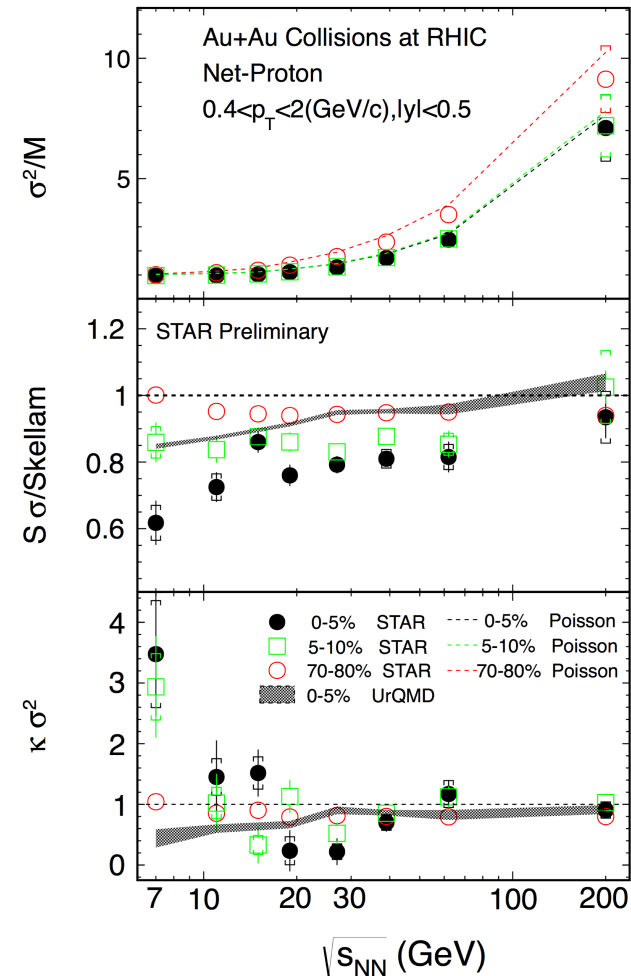 Au+Au Collisions at RHIC
Net-Proton
0.4<p_T<2(GeV/c),|y|<0.5
10
5
σ²/M
STAR Preliminary
1.2
1
0.8
0.6
S σ/Skellam
4
3
2
1
0
κ σ²
0-5% STAR
0-5% Poisson
5-10% STAR
5-10% Poisson
70-80% STAR
70-80% Poisson
0-5% UrQMD
7 10 20 30 100 200
√s_NN (GeV)